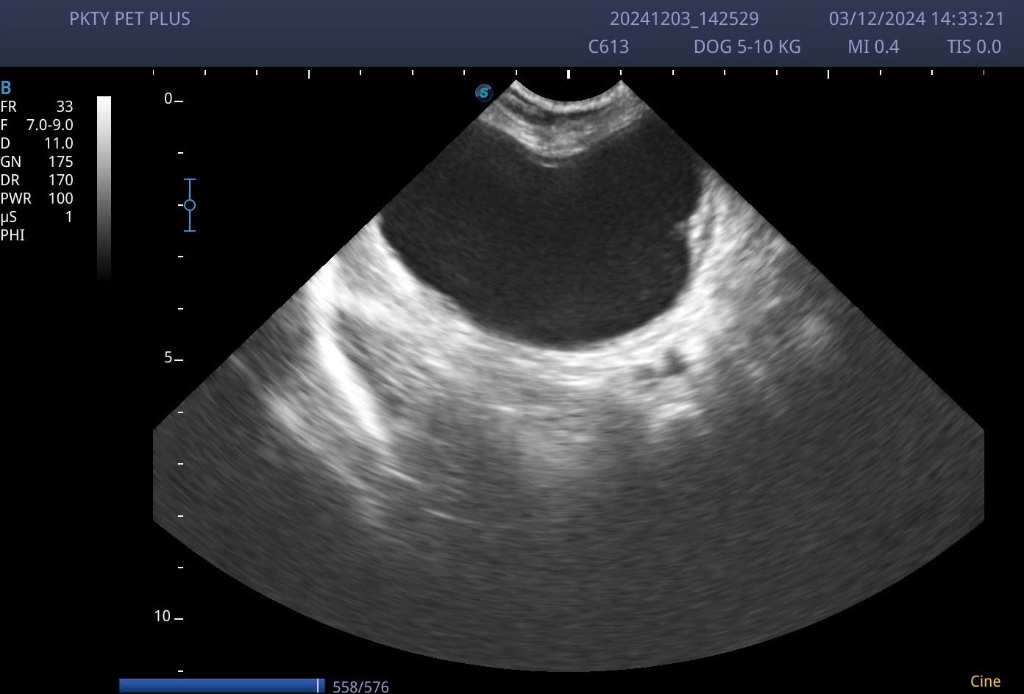 PKTY PET PLUS
20241203_142529
03/12/2024 14:33:21
C613
DOG 5-10 KG
MI 0.4
TIS 0.0
B
FR 33
F 7.0-9.0
D 11.0
GN 175
DR 170
PWR 100
µS 1
PHI
S
0
5
10
558/576
Cine